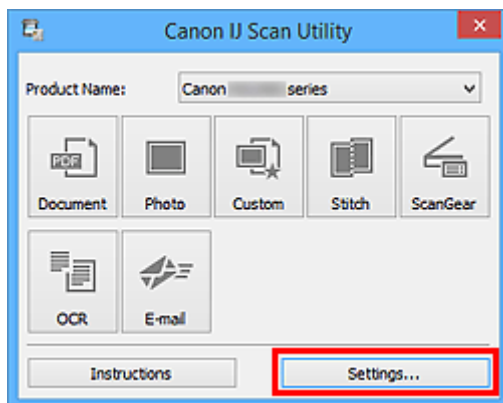 Canon IJ Scan Utility
Product Name: Canon series
PDF
Document Photo Custom Stitch ScanGear
OCR E-mail
Instructions Settings...